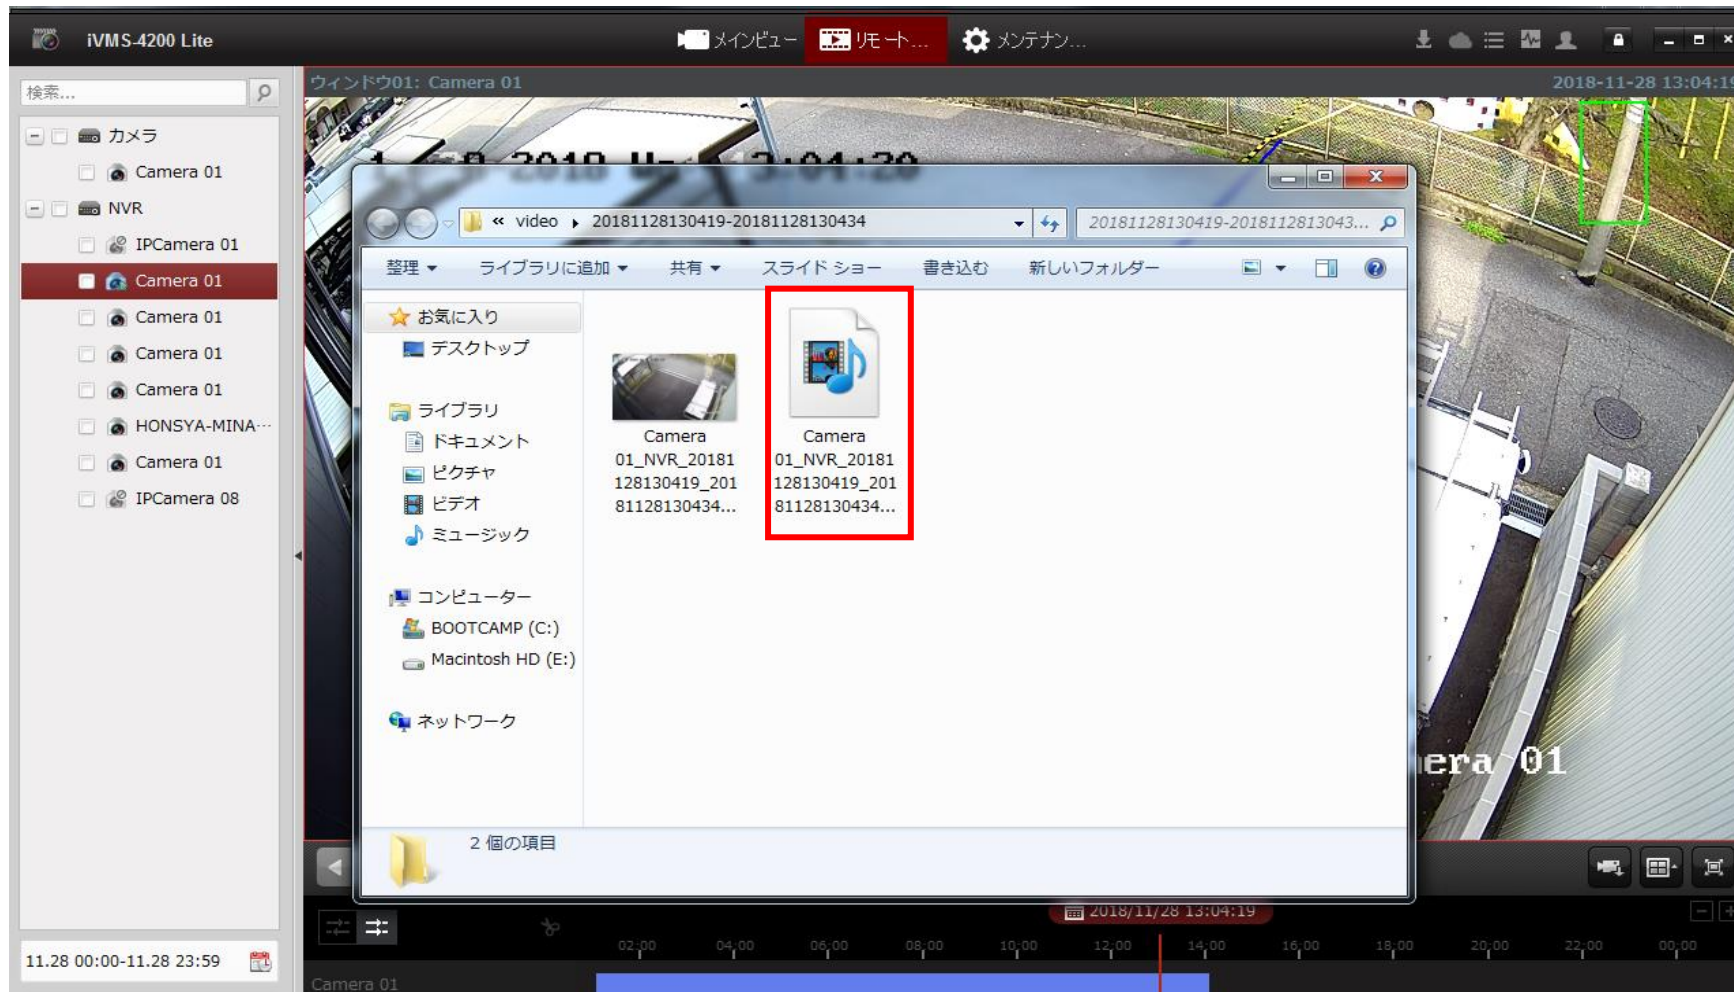 iVMS-4200 Lite
メインビュー
リモート...
メンテナン...
検索...
カメラ
Camera 01
NVR
IPCamera 01
Camera 01
Camera 01
Camera 01
Camera 01
HONSYA-MINA…
Camera 01
IPCamera 08
11.28 00:00-11.28 23:59
ウィンドウ01: Camera 01
2018-11-28 13:04:19
13:04:20
« video ▸ 20181128130419-20181128130434
20181128130419-2018112813043...
整理 ▼ ライブラリに追加 ▼ 共有 ▼ スライド ショー 書き込む 新しいフォルダー
お気に入り
デスクトップ
ライブラリ
ドキュメント
ピクチャ
ビデオ
ミュージック
コンピューター
BOOTCAMP (C:)
Macintosh HD (E:)
ネットワーク
Camera
01_NVR_20181
128130419_201
81128130434...
Camera
01_NVR_20181
128130419_201
81128130434...
2 個の項目
era 01
2018/11/28 13:04:19
02:00 04:00 06:00 08:00 10:00 12:00 14:00 16:00 18:00 20:00 22:00 00:00
Camera 01